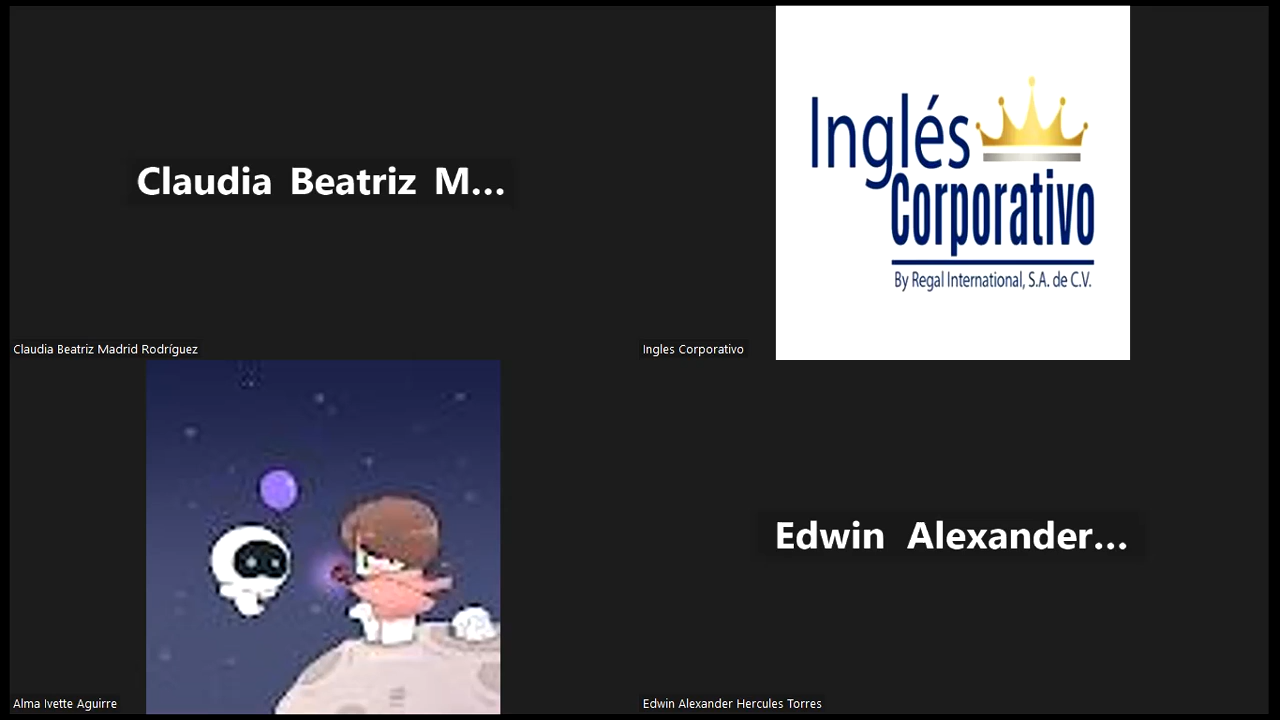 Claudia Beatriz M...
Claudia Beatriz Madrid Rodríguez
Inglés
Corporativo
By Regal International, S.A. de C.V.
Ingles Corporativo
Alma Ivette Aguirre
Edwin Alexander...
Edwin Alexander Hercules Torres